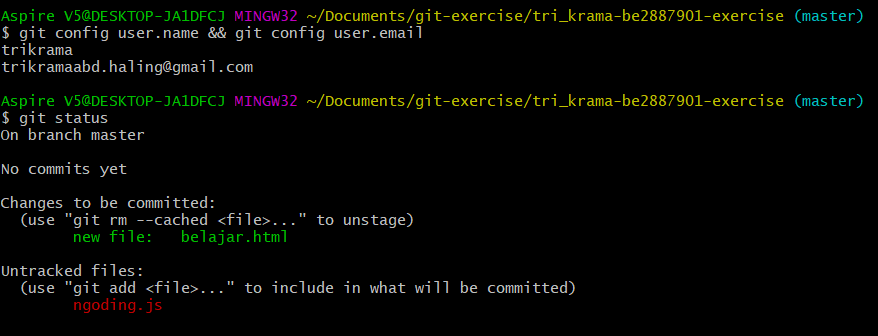 Aspire V5@DESKTOP-JA1DFCJ MINGW32 ~/Documents/git-exercise/tri_krama-be2887901-exercise (master)
$ git config user.name && git config user.email
trikrama
trikramaabd.haling@gmail.com
Aspire V5@DESKTOP-JA1DFCJ MINGW32 ~/Documents/git-exercise/tri_krama-be2887901-exercise (master)
$ git status
On branch master
No commits yet
Changes to be committed:
  (use "git rm --cached <file>..." to unstage)
        new file:   belajar.html
Untracked files:
  (use "git add <file>..." to include in what will be committed)
        ngoding.js